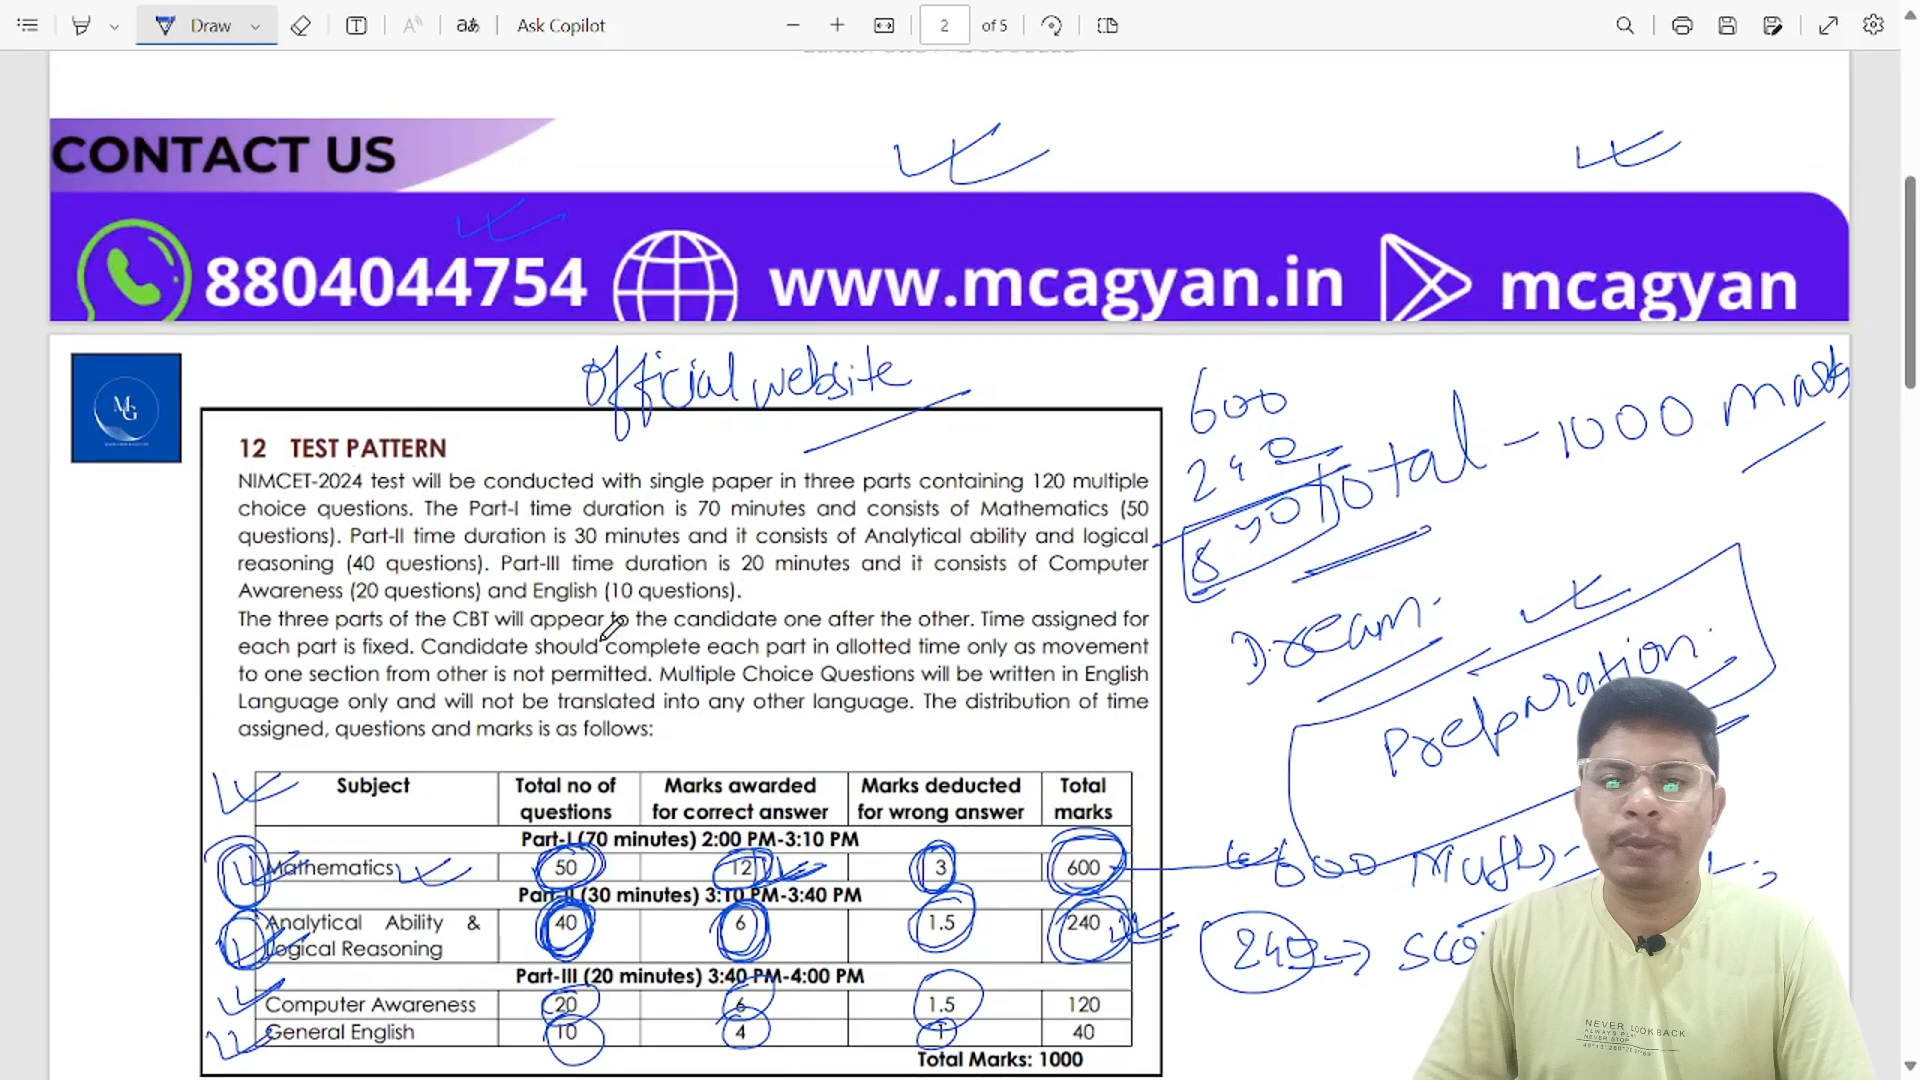 Draw
Ask Copilot
2 of 5
CONTACT US
8804044754 www.mcagyan.in mcagyan
MG
Official website
600
240
840
Total - 1000 marks
Dream
Preparation
12 TEST PATTERN
NIMCET-2024 test will be conducted with single paper in three parts containing 120 multiple
choice questions. The Part-I time duration is 70 minutes and consists of Mathematics (50
questions). Part-II time duration is 30 minutes and it consists of Analytical ability and logical
reasoning (40 questions). Part-III time duration is 20 minutes and it consists of Computer
Awareness (20 questions) and English (10 questions).
The three parts of the CBT will appear to the candidate one after the other. Time assigned for
each part is fixed. Candidate should complete each part in allotted time only as movement
to one section from other is not permitted. Multiple Choice Questions will be written in English
Language only and will not be translated into any other language. The distribution of time
assigned, questions and marks is as follows:
Subject Total no of questions Marks awarded for correct answer Marks deducted for wrong answer Total marks
Part-I (70 minutes) 2:00 PM-3:10 PM
Mathematics 50 12 3 600
Part-II (30 minutes) 3:10 PM-3:40 PM
Analytical Ability & Logical Reasoning 40 6 1.5 240
Part-III (20 minutes) 3:40 PM-4:00 PM
Computer Awareness 20 6 1.5 120
General English 10 4 1 40
Total Marks: 1000
600 Maths
240
NEVER LOOKBACK
NEVER STOP